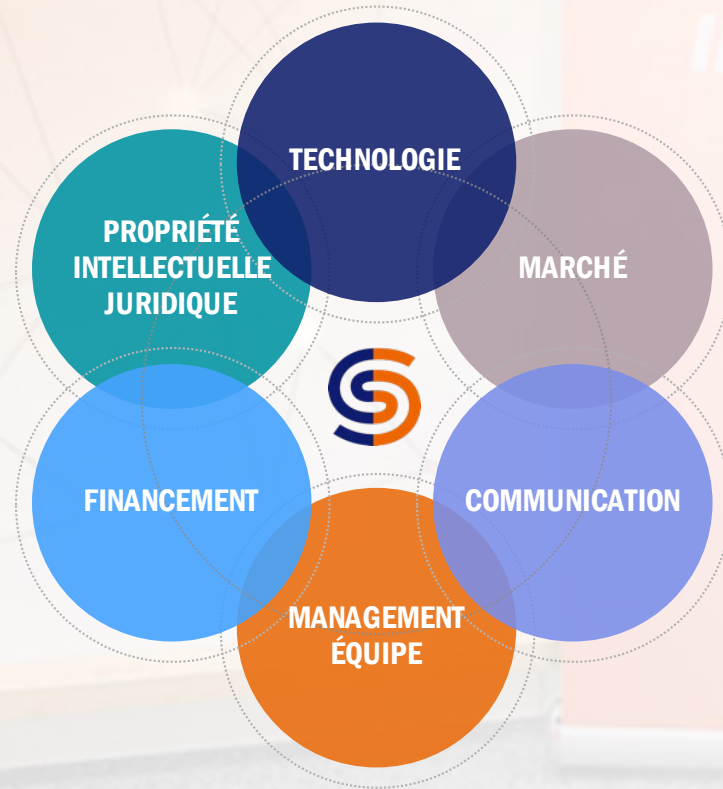 TECHNOLOGIE
PROPRIÉTÉ
INTELLECTUELLE
JURIDIQUE
MARCHÉ
FINANCEMENT
COMMUNICATION
MANAGEMENT
ÉQUIPE